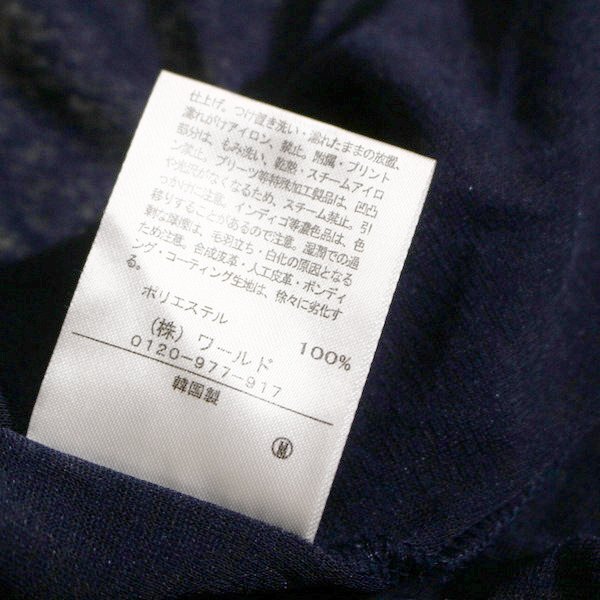 仕上げ。つけ置き洗い・濡れたままの放置、
濡れがけアイロン、禁止。附属・プリント
部分は、もみ洗い、乾熱・スチームアイロ
ン禁止。プリーツ等特殊加工製品は、凹凸
や光沢がなくなるため、スチーム禁止。引
っかけに注意。インディゴ等濃色品は、色
移りすることがあるので注意。湿潤での過
剰な摩擦は、毛羽立ち・白化の原因となる
ため注意。合成皮革・人工皮革・ボンディ
ング・コーティング生地は、徐々に劣化す
る。
ポリエステル 100%
(株) ワールド
0120-977-917
韓国製
M